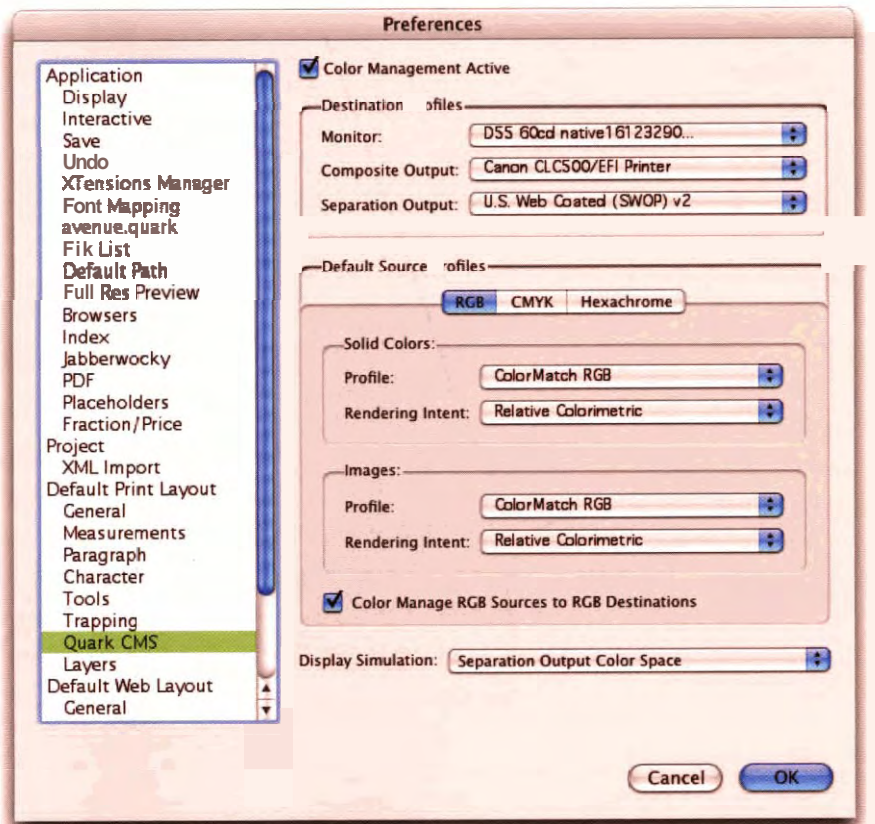 Preferences
Application
Display
Interactive
Save
Undo
XTensions Manager
Font Mapping
avenue.quark
Fik List
Default Path
Full Res Preview
Browsers
Index
Jabberwocky
PDF
Placeholders
Fraction/Price
Project
XML Import
Default Print Layout
General
Measurements
Paragraph
Character
Tools
Trapping
Quark CMS
Layers
Default Web Layout
General
Color Management Active
Destination ofiles
Monitor: D55 60cd native16123290...
Composite Output: Canon CLC500/EFI Printer
Separation Output: U.S. Web Coated (SWOP) v2
Default Source rofiles
RGB CMYK Hexachrome
Solid Colors:
Profile: ColorMatch RGB
Rendering Intent: Relative Colorimetric
Images:
Profile: ColorMatch RGB
Rendering Intent: Relative Colorimetric
Color Manage RGB Sources to RGB Destinations
Display Simulation: Separation Output Color Space
Cancel OK